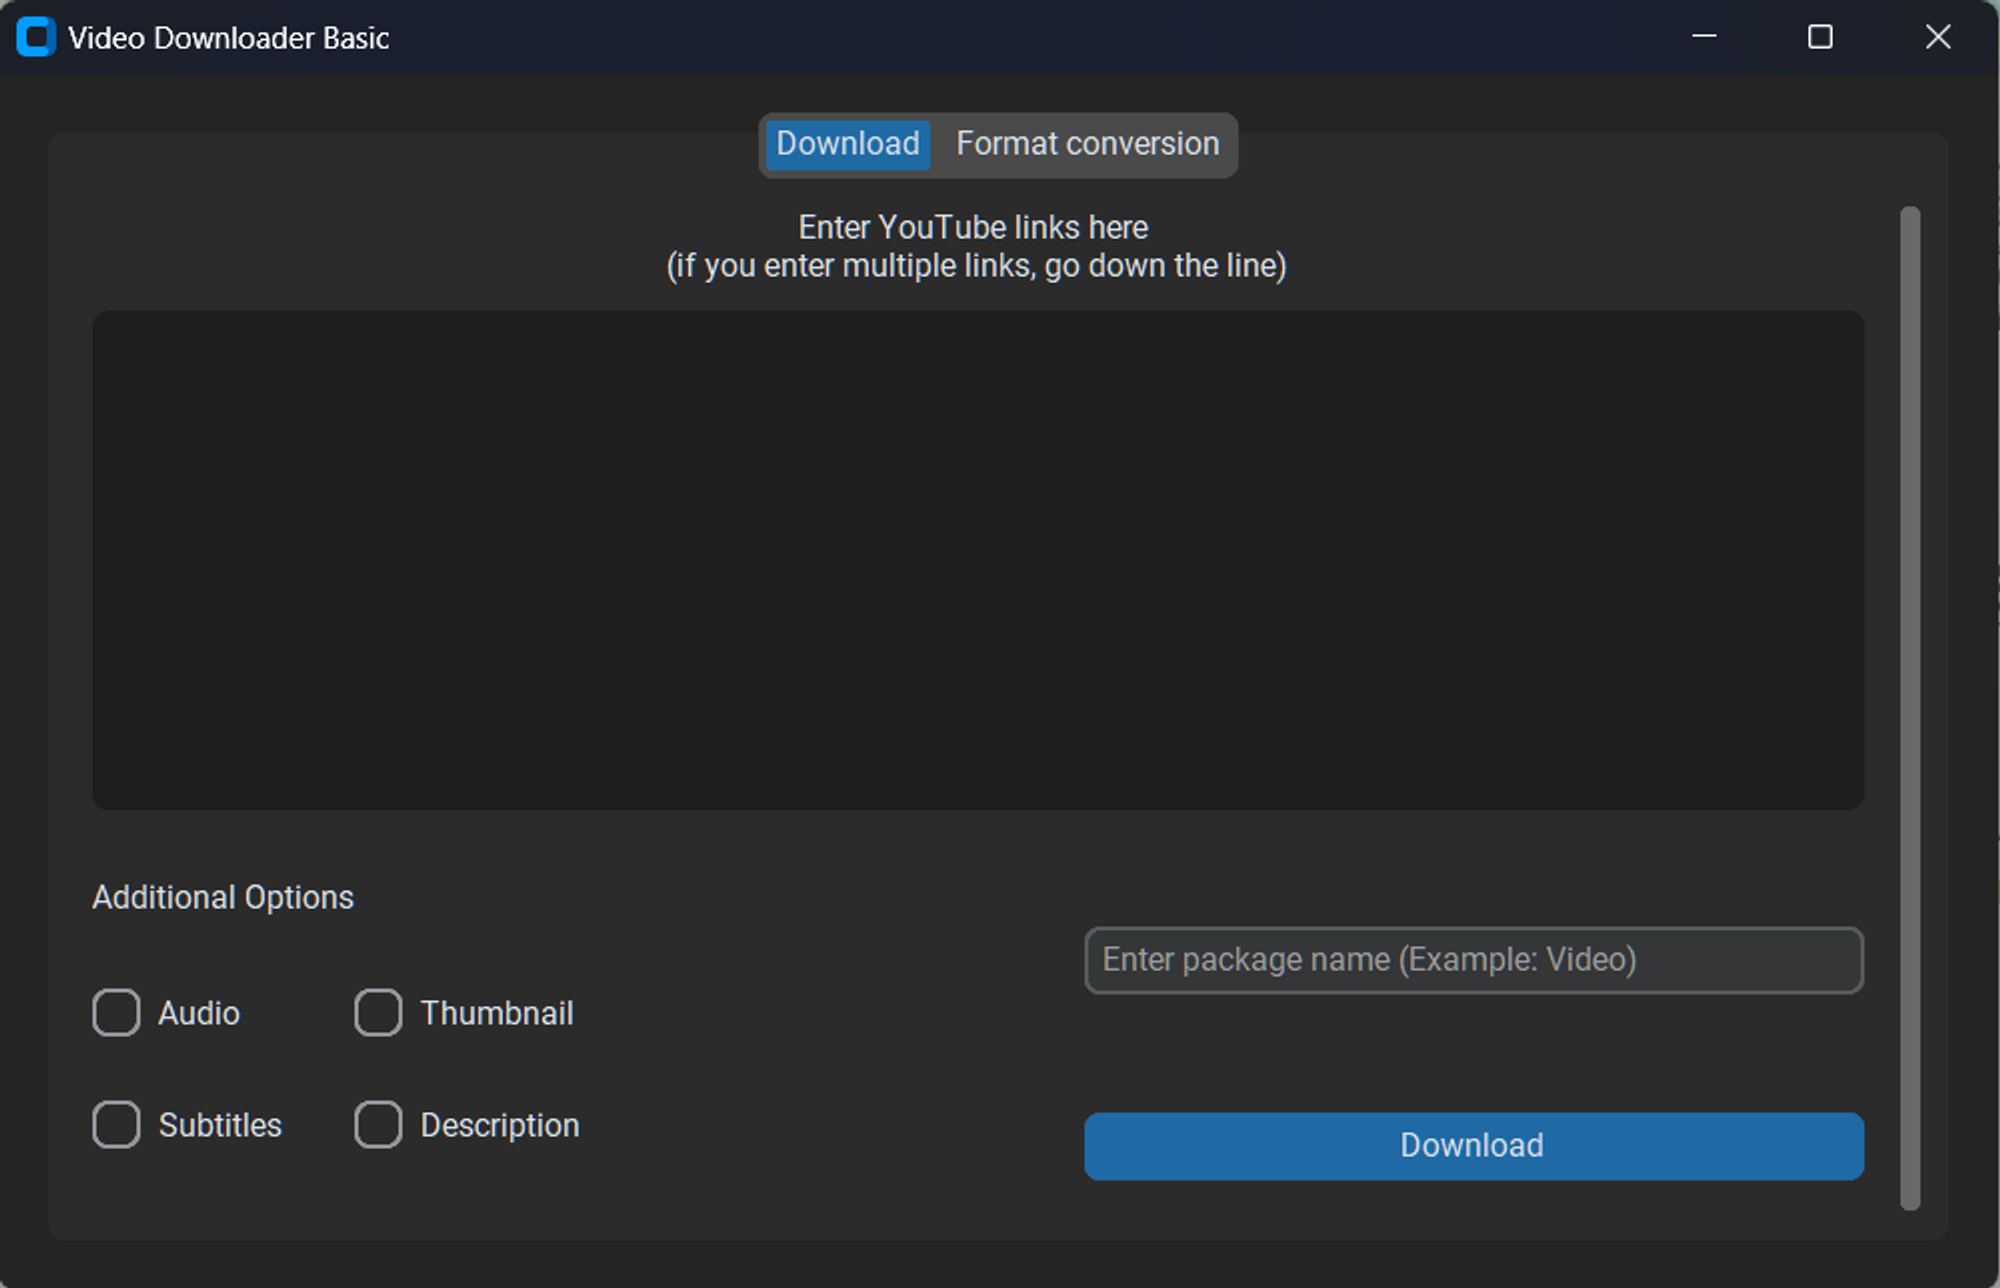 Video Downloader Basic
Download
Format conversion
Enter YouTube links here
(if you enter multiple links, go down the line)
Additional Options
Enter package name (Example: Video)
Audio
Thumbnail
Subtitles
Description
Download